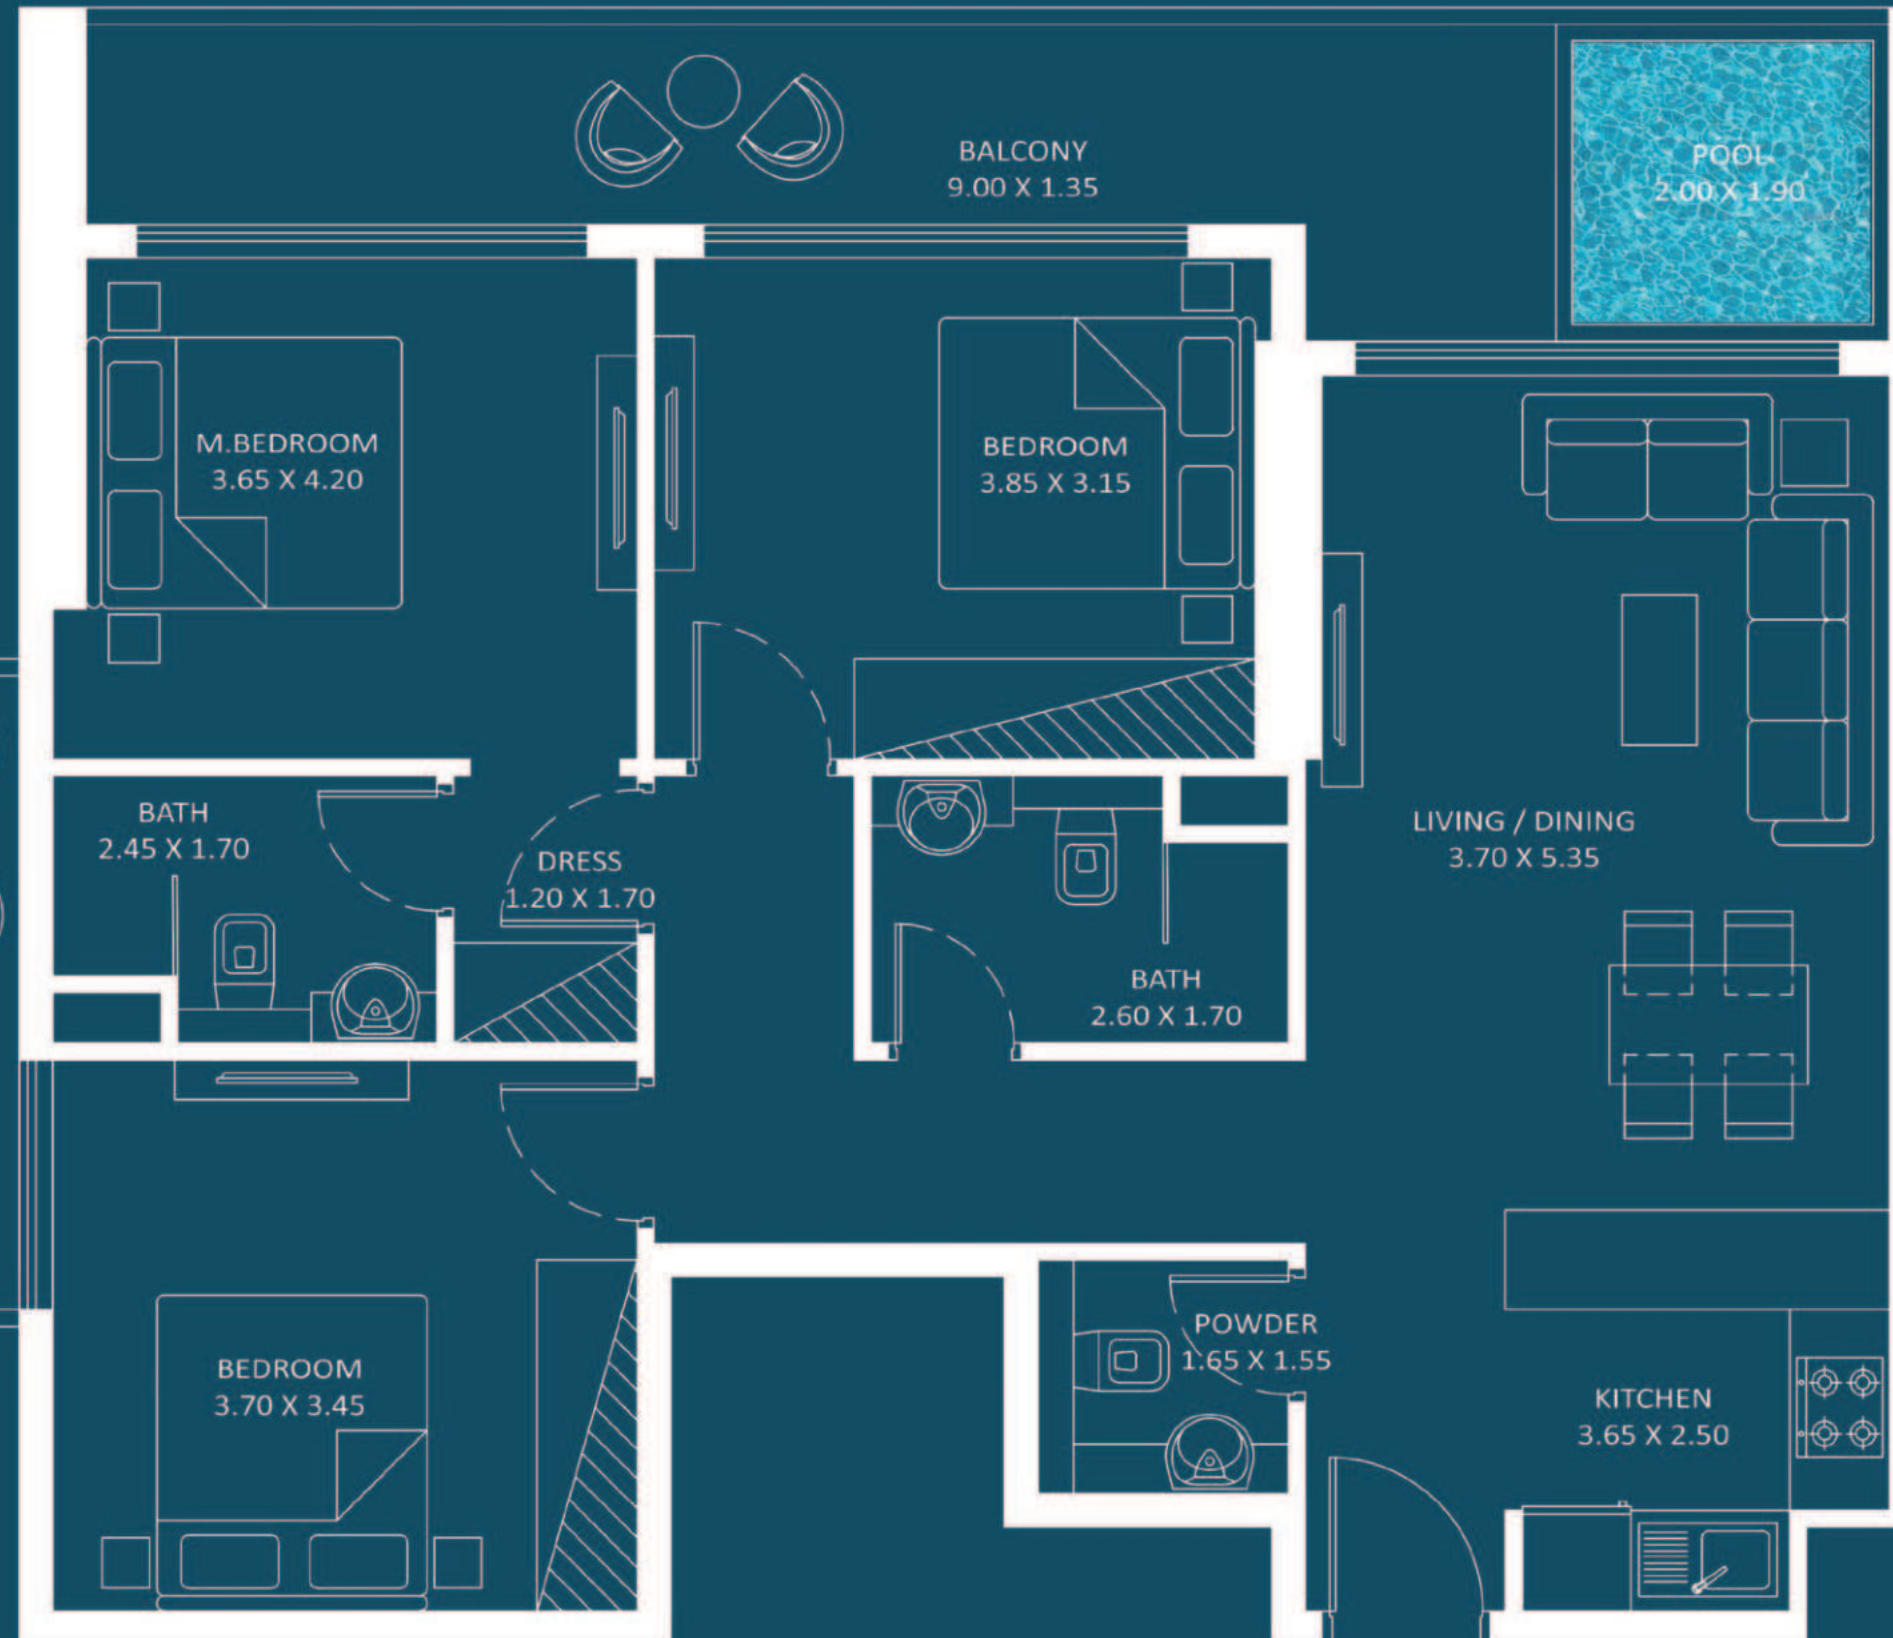 BALCONY
9.00 X 1.35
POOL
2.00 X 1.90
M.BEDROOM
3.65 X 4.20
BEDROOM
3.85 X 3.15
BATH
2.45 X 1.70
DRESS
1.20 X 1.70
LIVING / DINING
3.70 X 5.35
BATH
2.60 X 1.70
BEDROOM
3.70 X 3.45
POWDER
1.65 X 1.55
KITCHEN
3.65 X 2.50